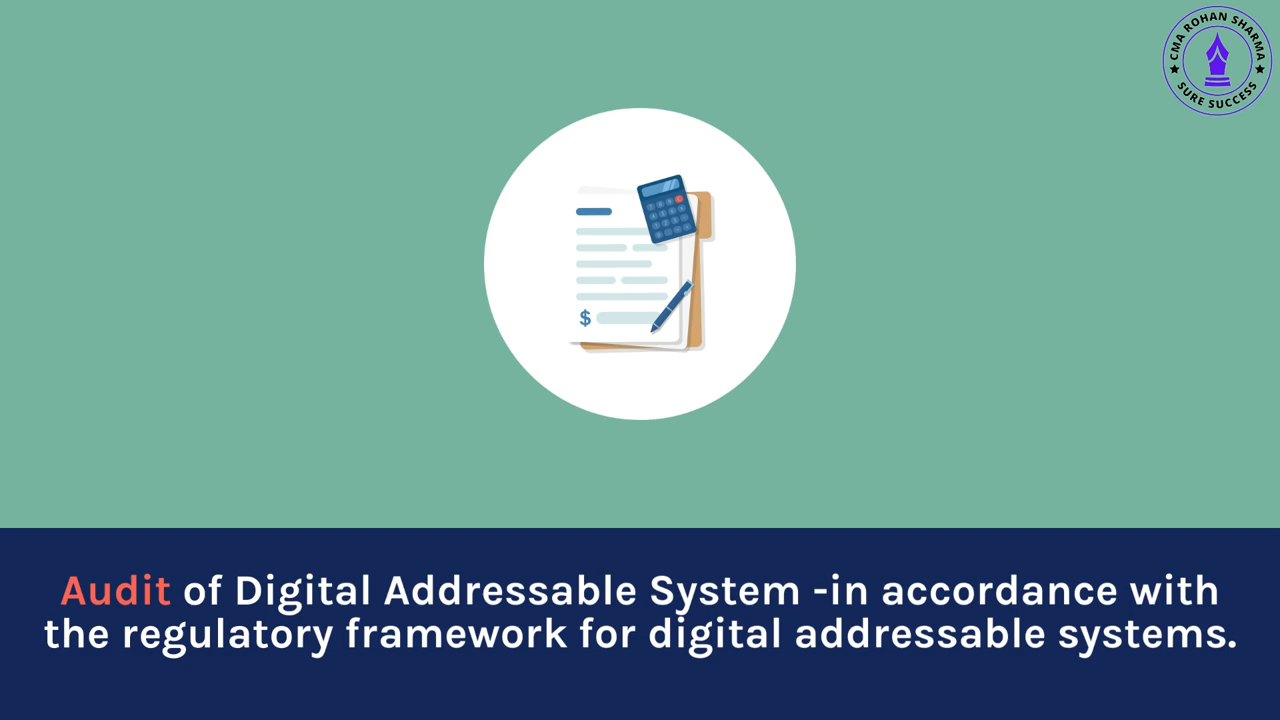 CMA ROHAN SHARMA
SURE SUCCESS
$
Audit of Digital Addressable System -in accordance with
the regulatory framework for digital addressable systems.